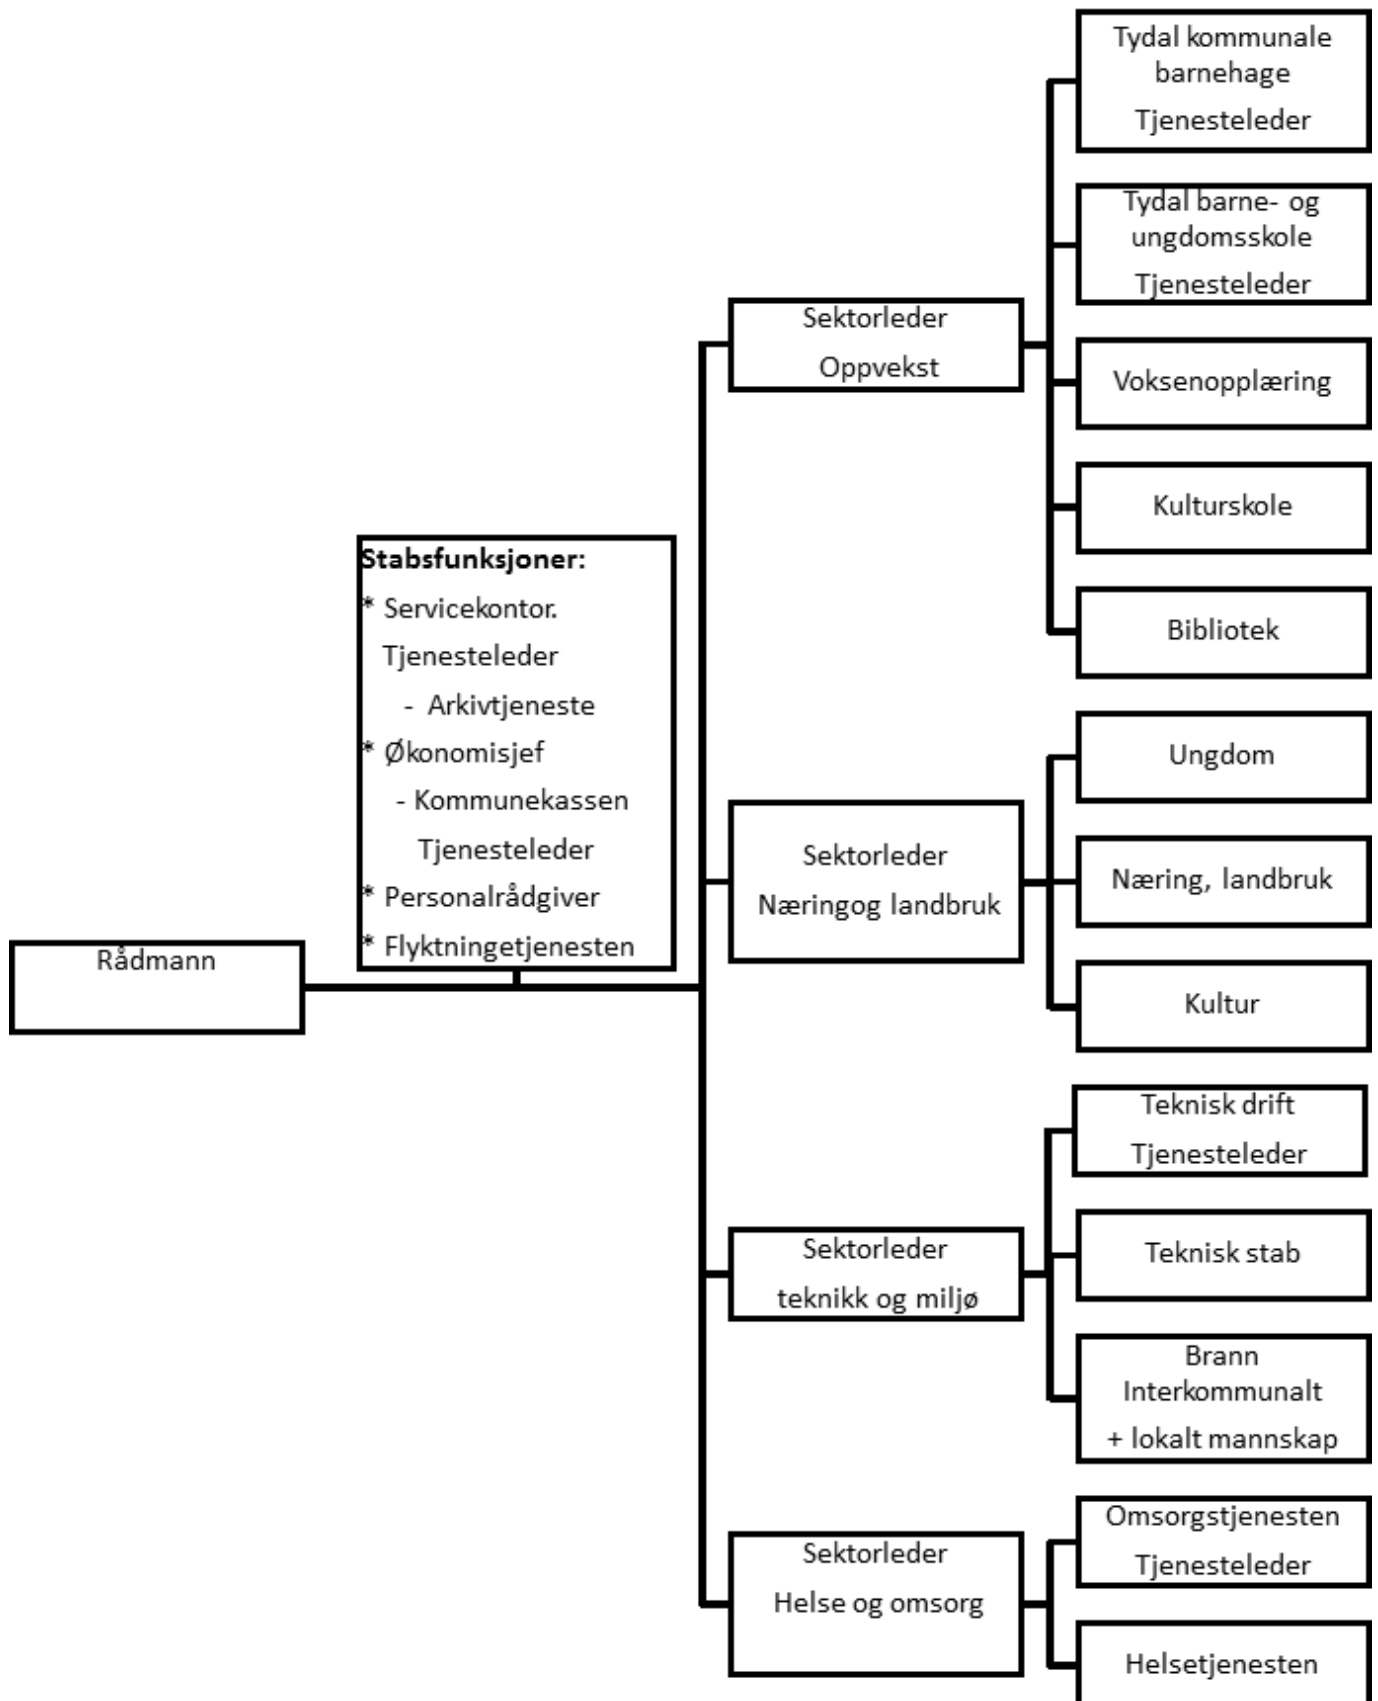 Rådmann
Stabsfunksjoner:
* Servicekontor.
Tjenesteleder
- Arkivtjeneste
* Økonomisjef
- Kommunekassen
Tjenesteleder
* Personalrådgiver
* Flyktningetjenesten
Sektorleder
Oppvekst
Tydal kommunale
barnehage
Tjenesteleder
Tydal barne- og
ungdomsskole
Tjenesteleder
Voksenopplæring
Kulturskole
Bibliotek
Sektorleder
Næringog landbruk
Ungdom
Næring, landbruk
Kultur
Sektorleder
teknikk og miljø
Teknisk drift
Tjenesteleder
Teknisk stab
Brann
Interkommunalt
+ lokalt mannskap
Sektorleder
Helse og omsorg
Omsorgstjenesten
Tjenesteleder
Helsetjenesten